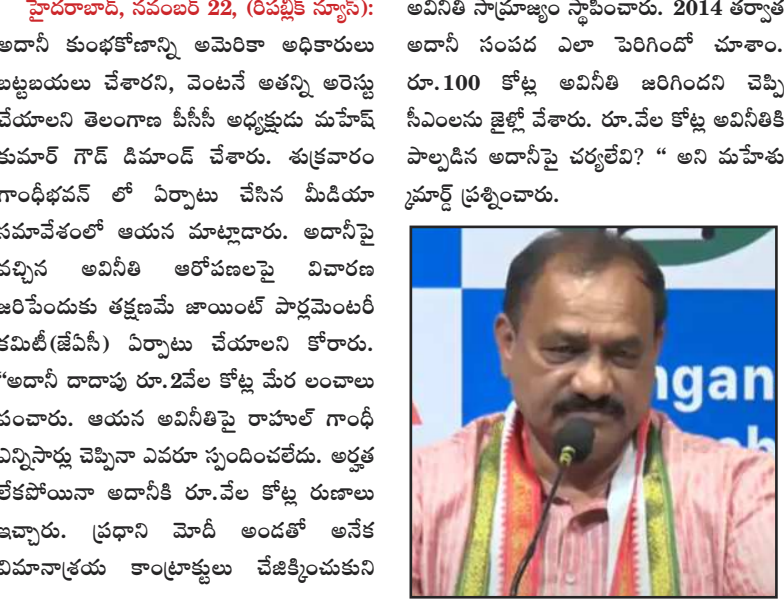 హైదరాబాద్, నవంబర్ 22, (రిపబ్లిక్ న్యూస్):
అదానీ కుంభకోణాన్ని అమెరికా అధికారులు
బట్టబయలు చేశారని, వెంటనే అతన్ని అరెస్టు
చేయాలని తెలంగాణ పీసీసీ అధ్యక్షుడు మహేష్
కుమార్ గౌడ్ డిమాండ్ చేశారు. శుక్రవారం
గాంధీభవన్ లో ఏర్పాటు చేసిన మీడియా
సమావేశంలో ఆయన మాట్లాడారు. అదానీపై
వచ్చిన అవినీతి ఆరోపణలపై విచారణ
జరిపేందుకు తక్షణమే జాయింట్ పార్లమెంటరీ
కమిటీ(జేఏసీ) ఏర్పాటు చేయాలని కోరారు.
“అదానీ దాదాపు రూ.2వేల కోట్ల మేర లంచాలు
పంచారు. ఆయన అవినీతిపై రాహుల్ గాంధీ
ఎన్నిసార్లు చెప్పినా ఎవరూ స్పందించలేదు. అర్హత
లేకపోయినా అదానీకి రూ.వేల కోట్ల రుణాలు
ఇచ్చారు. ప్రధాని మోదీ అండతో అనేక
విమానాశ్రయ కాంట్రాక్టులు చేజిక్కించుకుని
అవినీతి సామ్రాజ్యం స్థాపించారు. 2014 తర్వాత
అదానీ సంపద ఎలా పెరిగిందో చూశాం.
రూ.100 కోట్ల అవినీతి జరిగిందని చెప్పి
సీఎంలను జైళ్లో వేశారు. రూ.వేల కోట్ల అవినీతికి
పాల్పడిన అదానీపై చర్యలేవి? “ అని మహేశు
క్మమార్డ్ ప్రశ్నించారు.
ngan